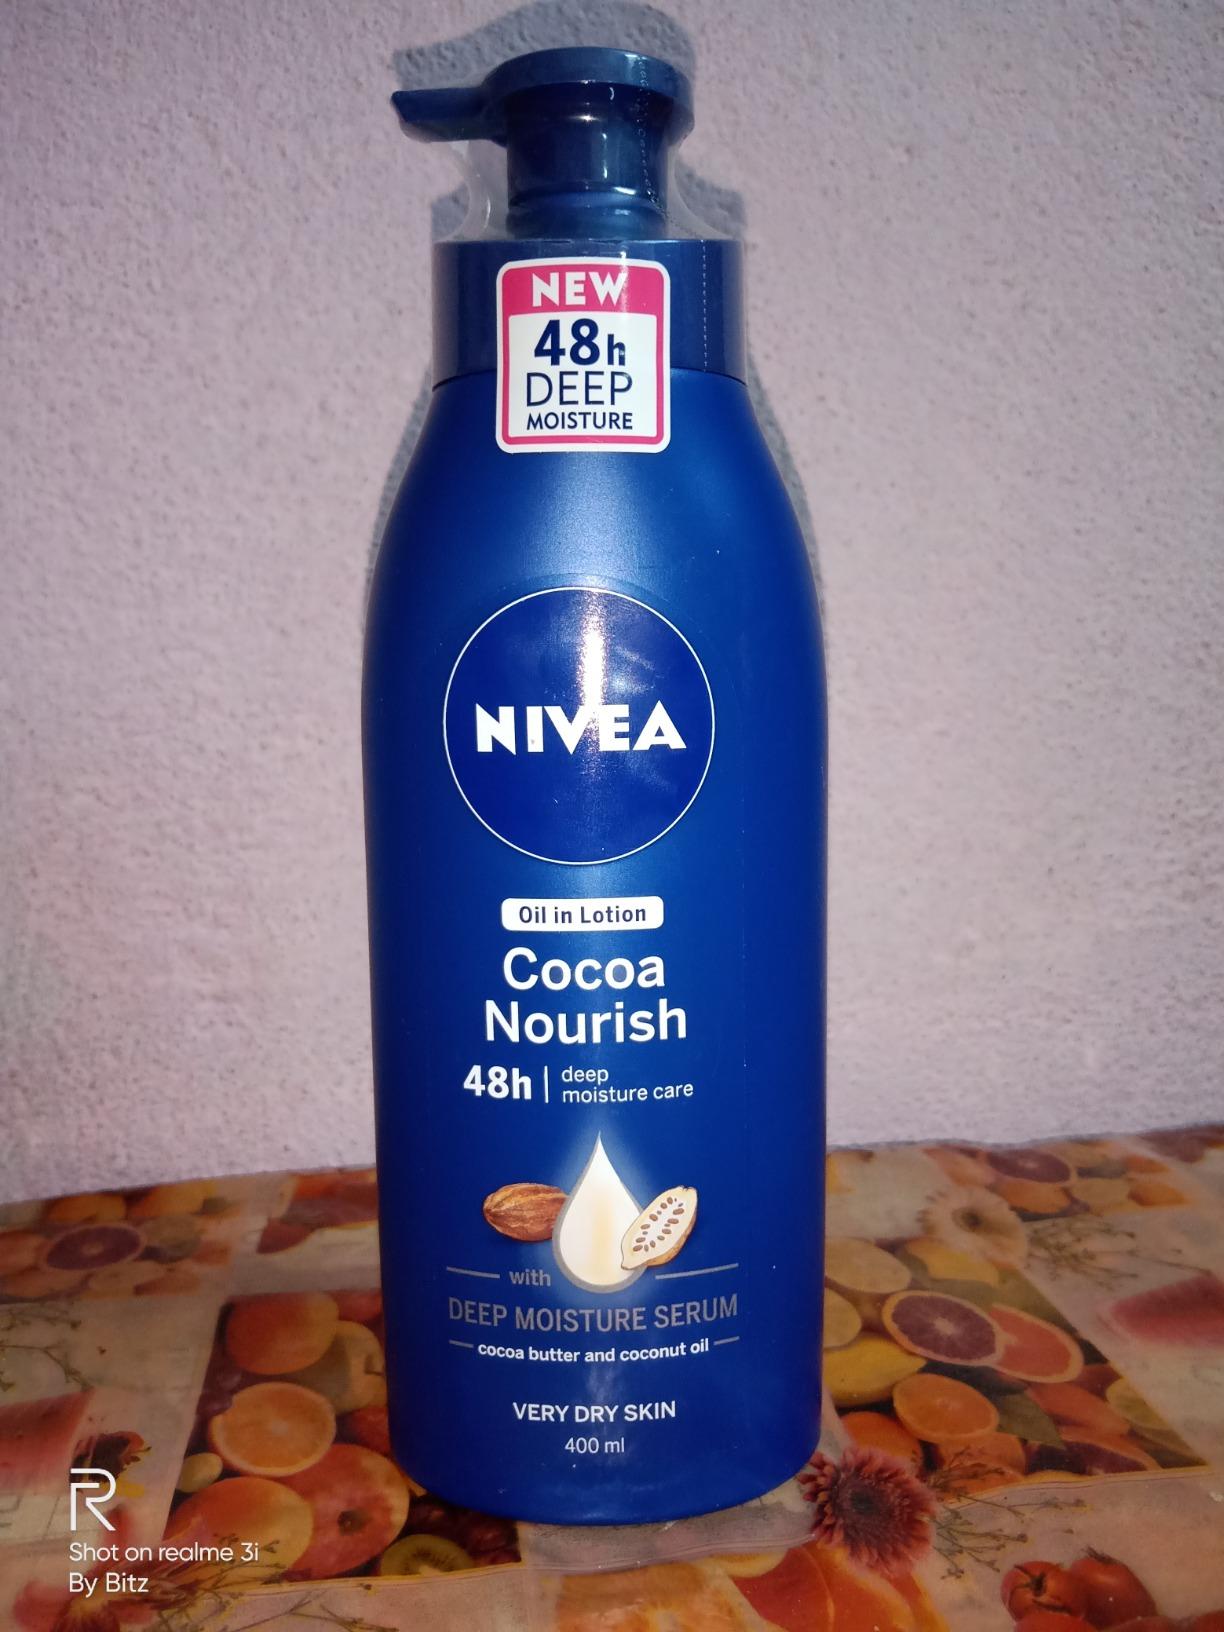 NEW
48h
DEEP
MOISTURE
NIVEA
Oil in Lotion
Cocoa
Nourish
48h | deep
moisture care
with
DEEP MOISTURE SERUM
cocoa butter and coconut oil
VERY DRY SKIN
400 ml
R
Shot on realme 3i
By Bitz